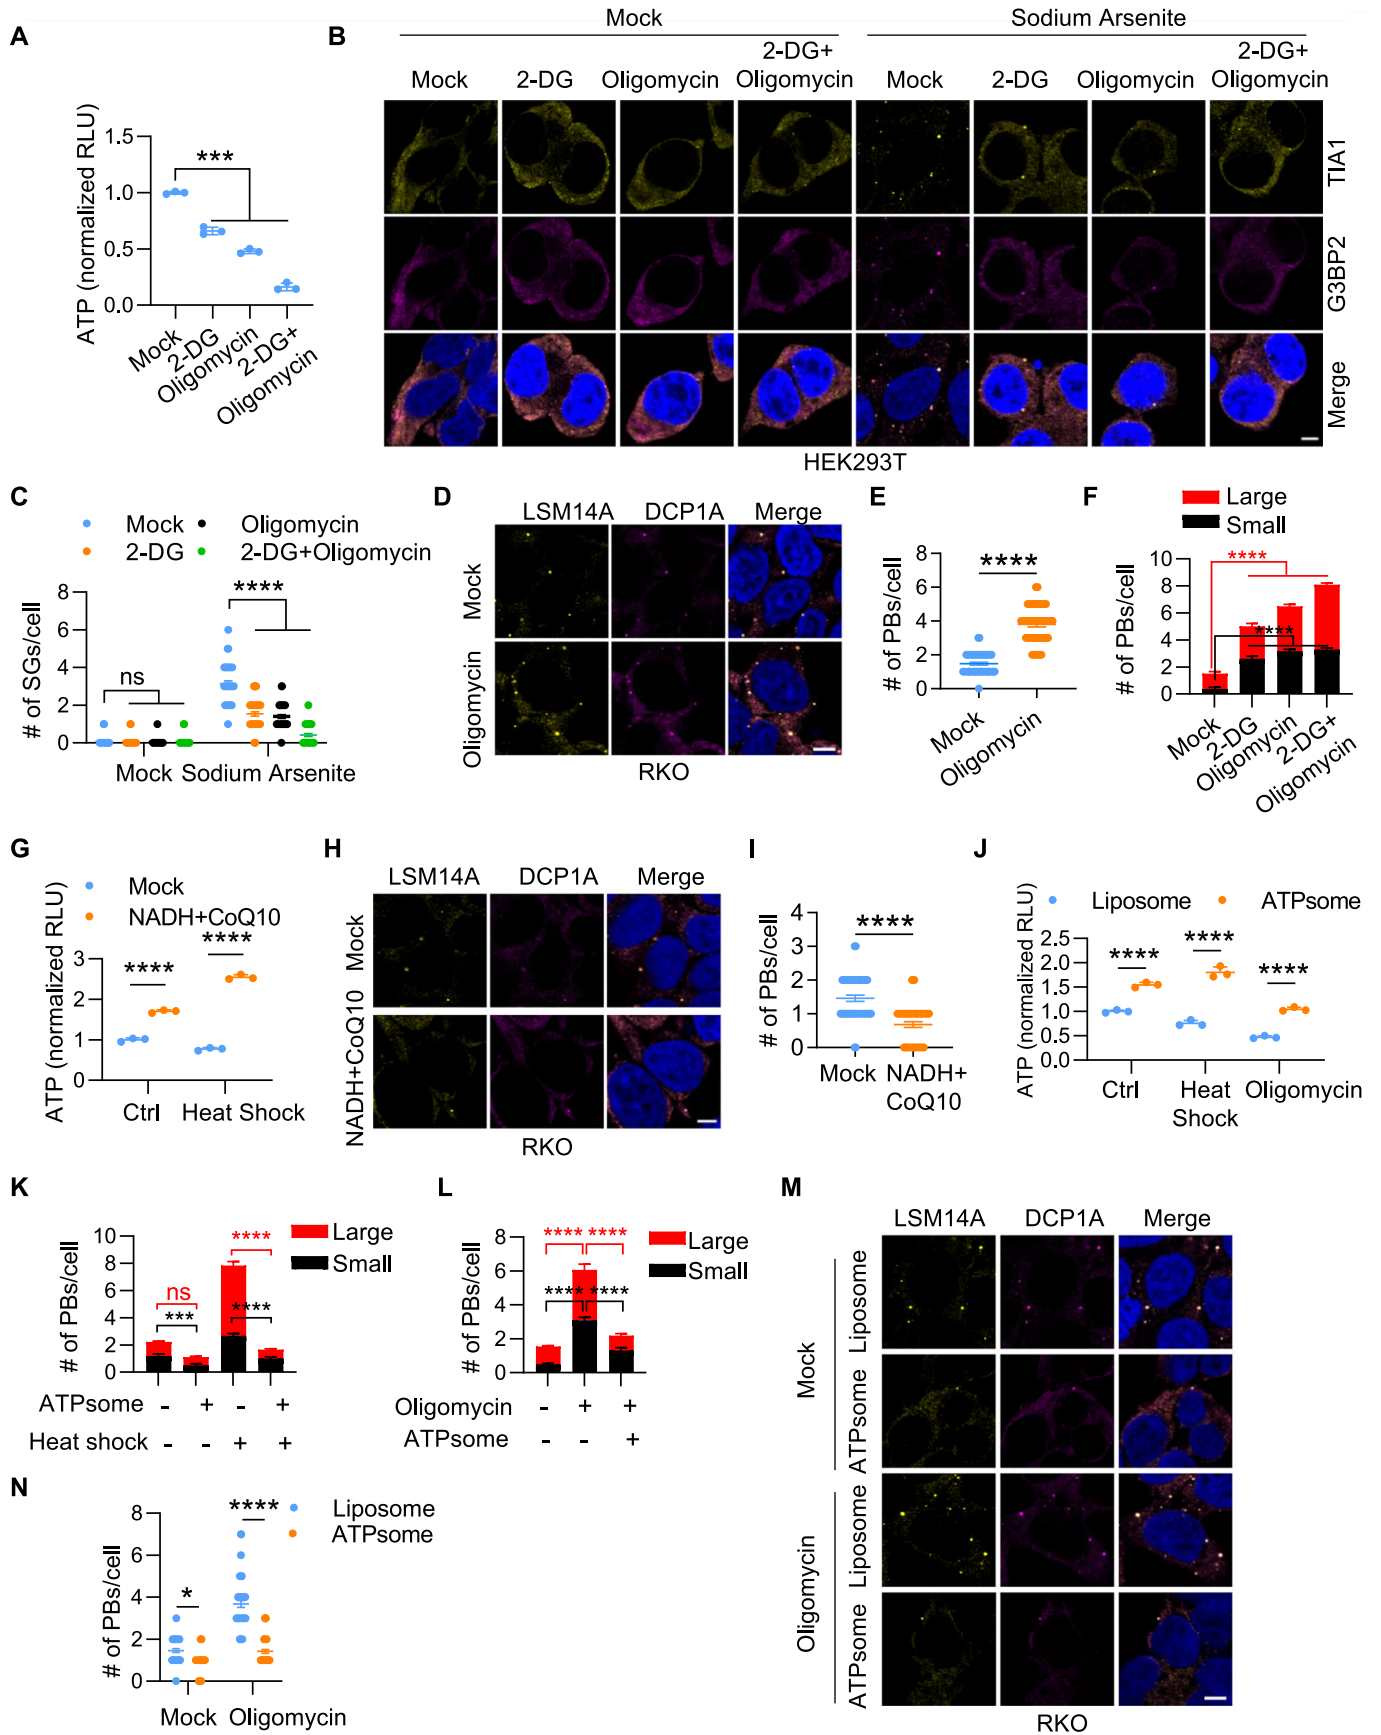 A
ATP (normalized RLU)
1.5
1.0
0.5
0.0
***
Mock
2-DG
Oligomycin
2-DG+
Oligomycin
B
Mock
Sodium Arsenite
Mock
2-DG
Oligomycin
2-DG+
Oligomycin
Mock
2-DG
Oligomycin
2-DG+
Oligomycin
TIA1
G3BP2
Merge
HEK293T
C
Mock
Oligomycin
2-DG
2-DG+Oligomycin
# of SGs/cell
8
6
4
2
0
ns
****
Mock
Sodium Arsenite
D
LSM14A
DCP1A
Merge
Mock
Oligomycin
RKO
E
# of PBs/cell
8
6
4
2
0
****
Mock
Oligomycin
F
Large
Small
# of PBs/cell
10
8
6
4
2
0
****
****
Mock
2-DG
Oligomycin
2-DG+
Oligomycin
G
Mock
NADH+CoQ10
ATP (normalized RLU)
3
2
1
0
****
****
Ctrl
Heat Shock
H
LSM14A
DCP1A
Merge
Mock
NADH+CoQ10
RKO
I
# of PBs/cell
4
3
2
1
0
****
Mock
NADH+
CoQ10
J
Liposome
ATPsome
ATP (normalized RLU)
2.5
2.0
1.5
1.0
0.5
0.0
****
****
****
Ctrl
Heat
Shock
Oligomycin
K
Large
Small
# of PBs/cell
10
8
6
4
2
0
ns
***
****
****
ATPsome - + - +
Heat shock - - + +
L
Large
Small
# of PBs/cell
8
6
4
2
0
**** ****
**** ****
Oligomycin - + +
ATPsome - - +
M
LSM14A
DCP1A
Merge
Mock
Liposome
ATPsome
Oligomycin
Liposome
ATPsome
RKO
N
Liposome
ATPsome
# of PBs/cell
8
6
4
2
0
*
****
Mock
Oligomycin